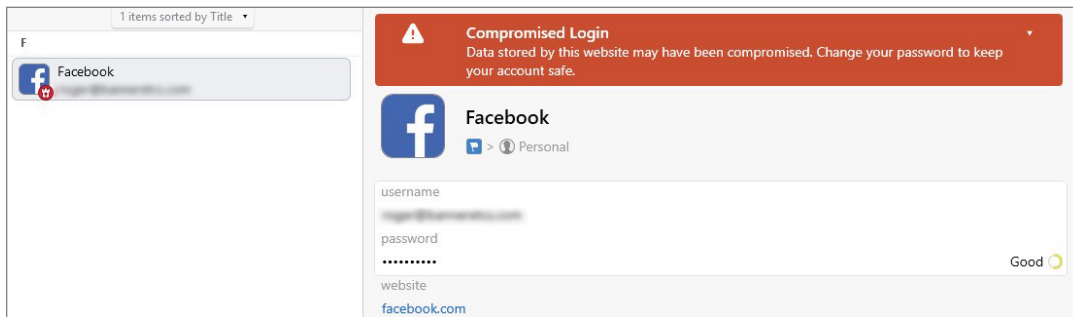 1 items sorted by Title
F
Facebook
Compromised Login
Data stored by this website may have been compromised. Change your password to keep
your account safe.
Facebook
> Personal
username
password
••••••••••
Good
website
facebook.com